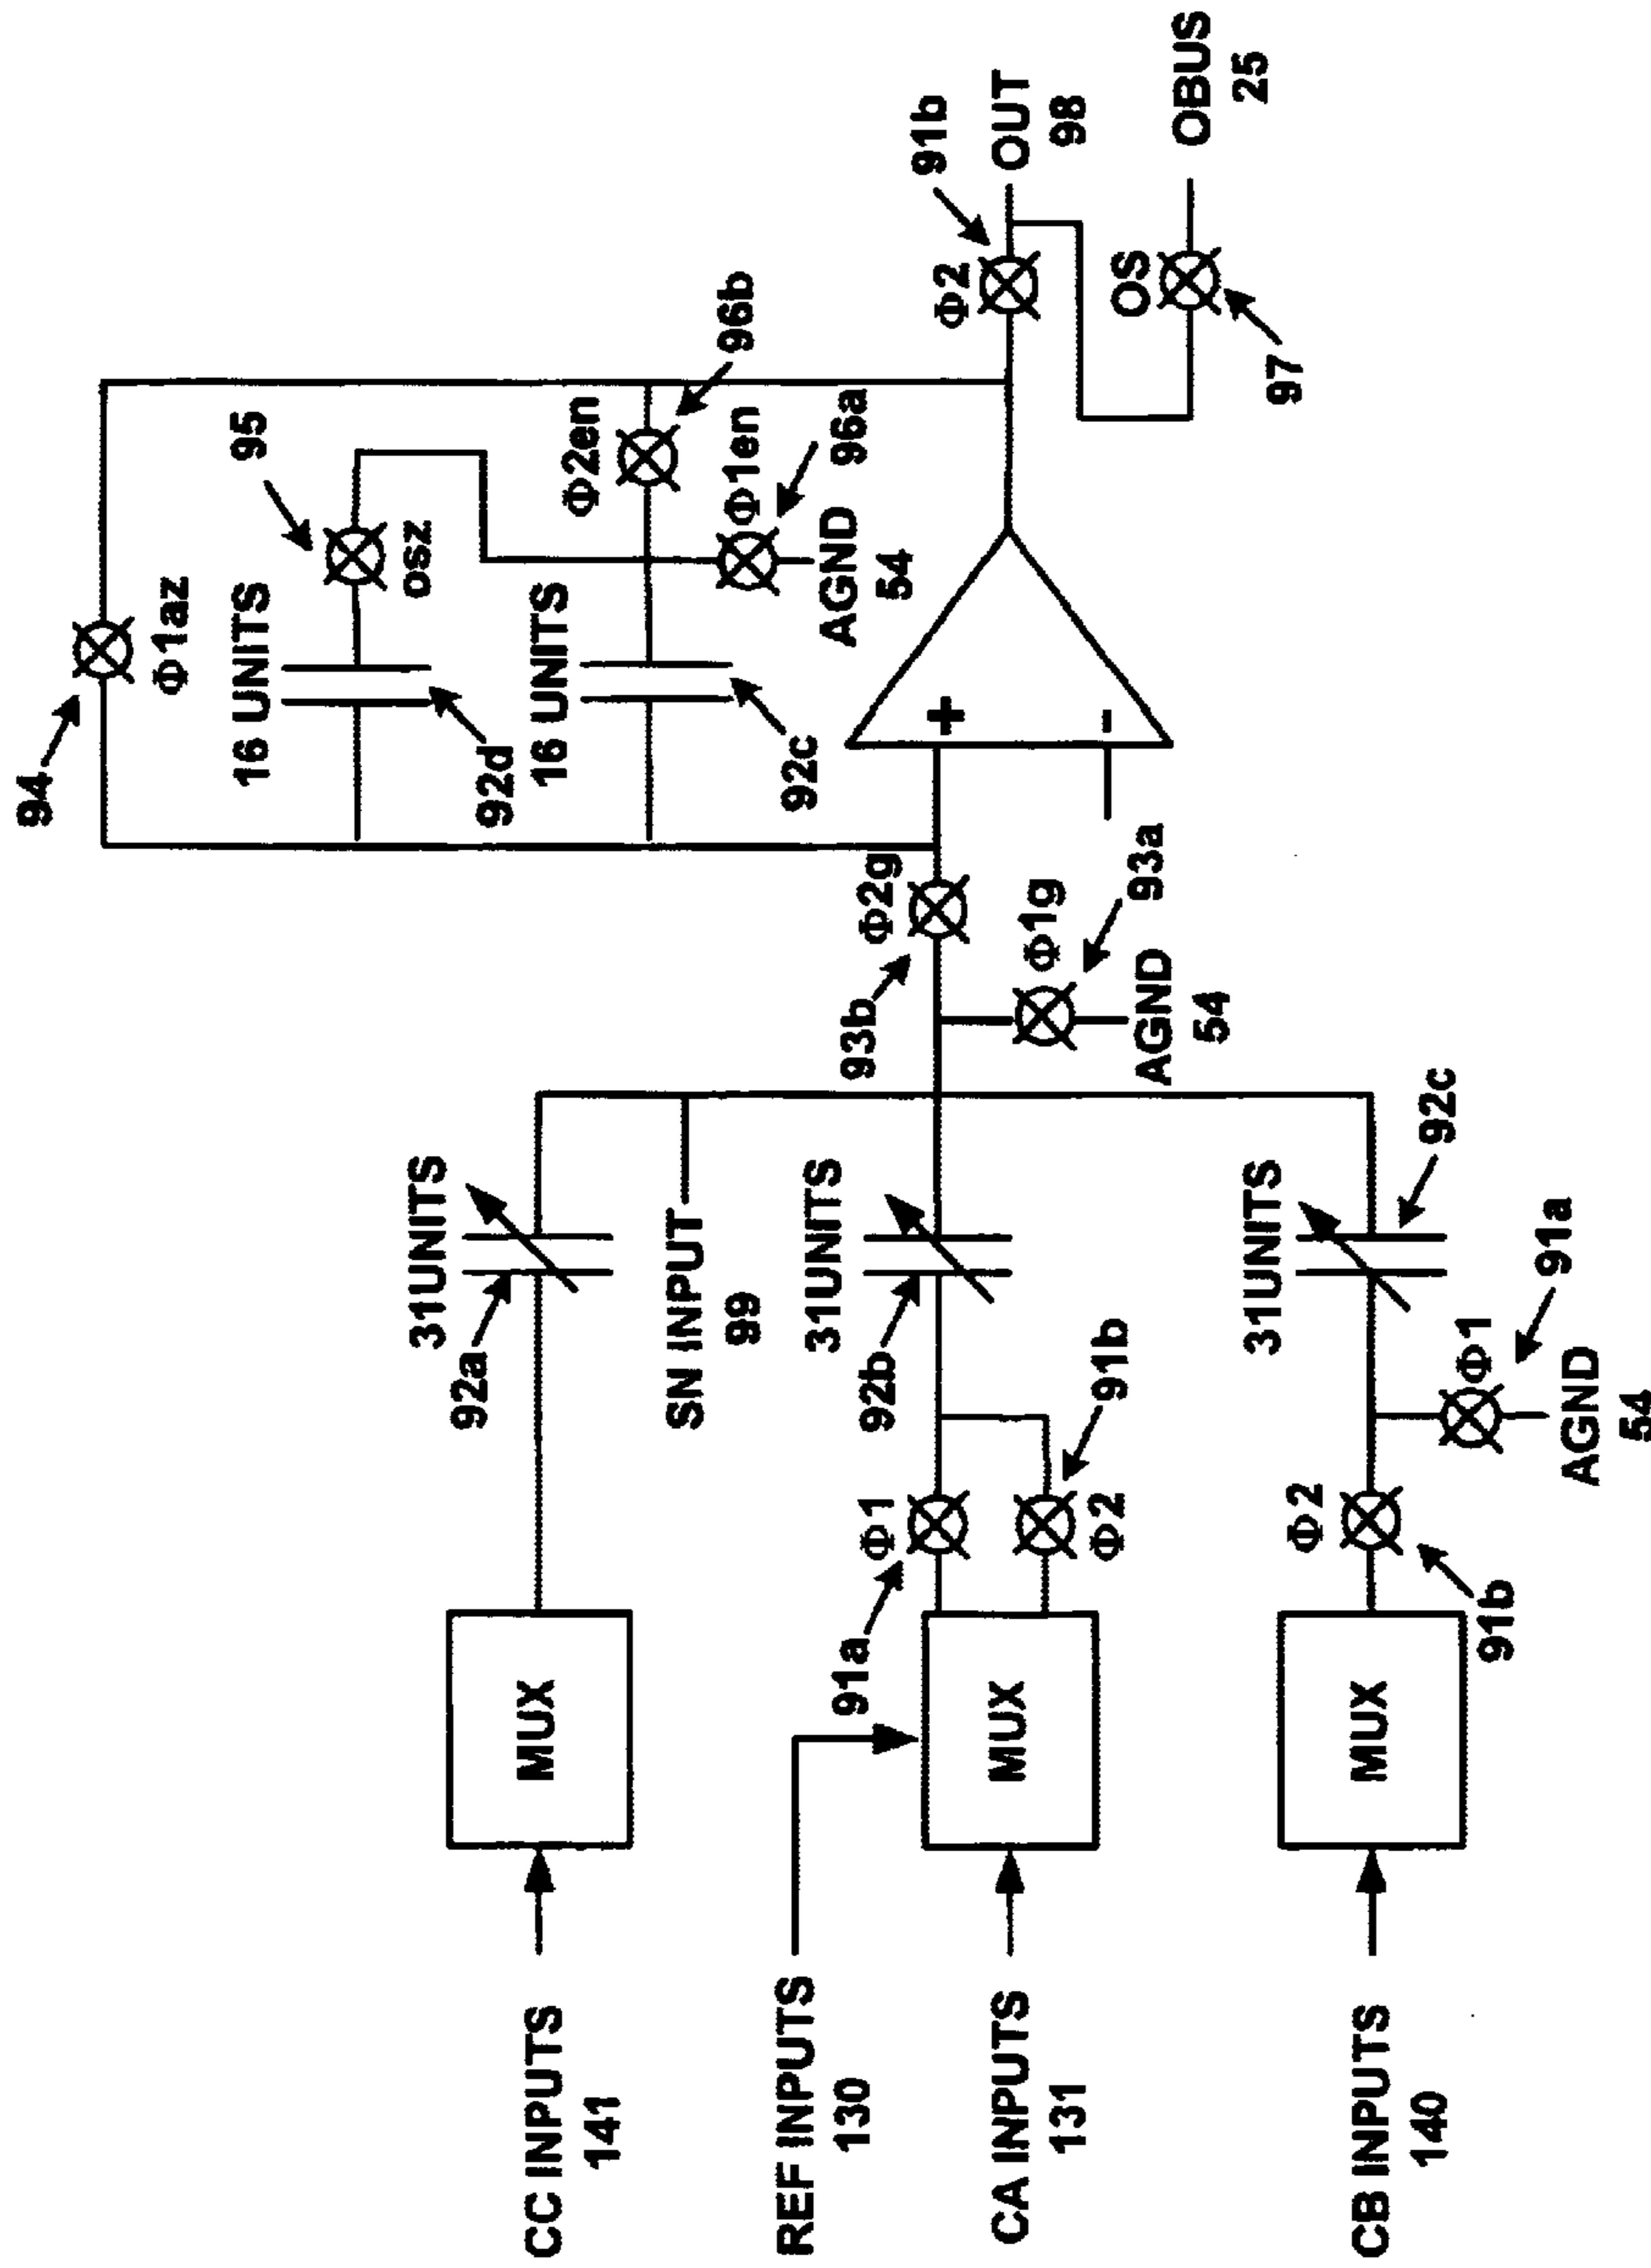 CC INPUTS
141
REF INPUTS
130
CA INPUTS
131
CB INPUTS
140
MUX
MUX
MUX
91a
Φ1
Φ2
91b
Φ2
91b
Φ1
91a
AGND
54
31UNITS
92a
SN INPUT
99
31UNITS
92b
31UNITS
92c
93b
Φ2g
Φ1g
93a
AGND
54
94
Φ1az
16 UNITS
95
osz
92d
16 UNITS
92c
Φ2en
96b
Φ1en
96a
AGND
54
+
-
Φ2
91b
OUT
98
OS
97
OBUS
25